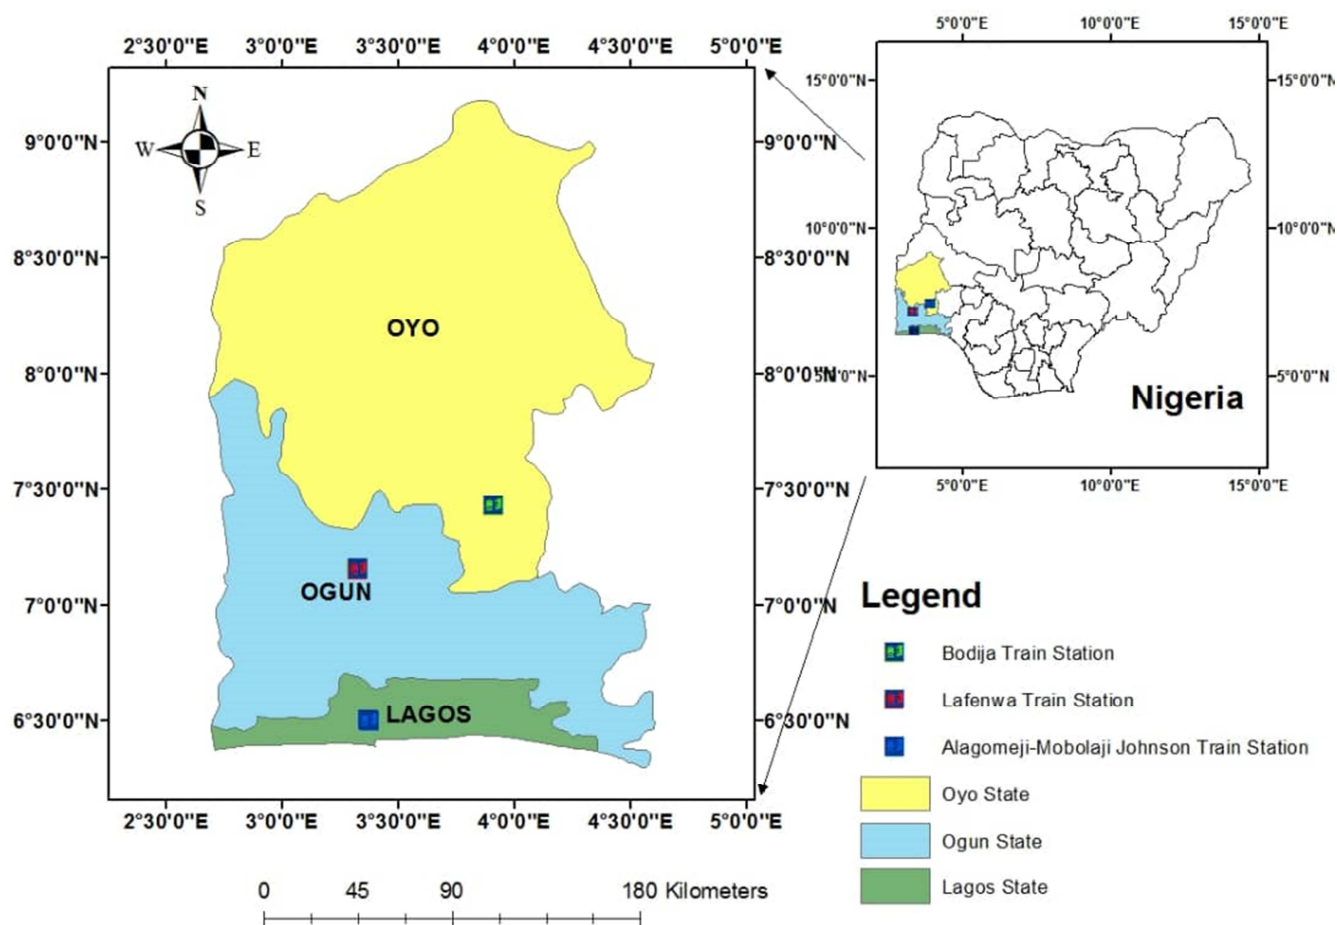 2°30'0"E 3°0'0"E 3°30'0"E 4°0'0"E 4°30'0"E 5°0'0"E
N
W E
S
9°0'0"N 9°0'0"N
8°30'0"N 8°30'0"N
OYO
8°0'0"N 8°0'0"N
7°30'0"N 7°30'0"N
OGUN
7°0'0"N 7°0'0"N
LAGOS
6°30'0"N 6°30'0"N
2°30'0"E 3°0'0"E 3°30'0"E 4°0'0"E 4°30'0"E 5°0'0"E
0 45 90 180 Kilometers
5°0'0"E 10°0'0"E 15°0'0"E
15°0'0"N 15°0'0"N
10°0'0"N 10°0'0"N
5°0'0"N 5°0'0"N
Nigeria
5°0'0"E 10°0'0"E 15°0'0"E
Legend
Bodija Train Station
Lafenwa Train Station
Alagomeji-Mobolaji Johnson Train Station
Oyo State
Ogun State
Lagos State